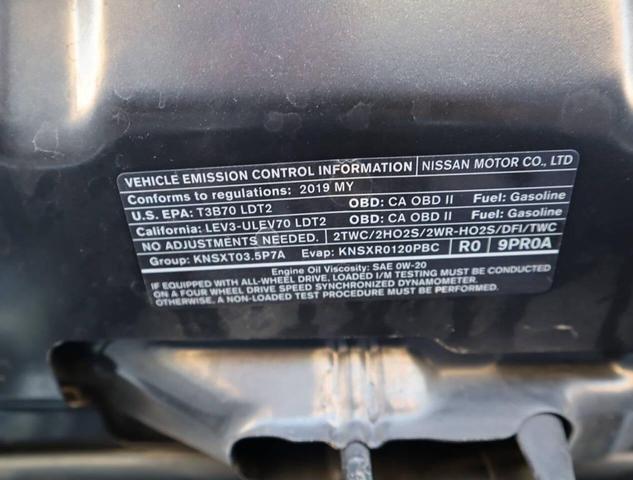 VEHICLE EMISSION CONTROL INFORMATION NISSAN MOTOR CO., LTD
Conforms to regulations: 2019 MY
U.S. EPA: T3B70 LDT2 OBD: CA OBD II Fuel: Gasoline
California: LEV3-ULEV70 LDT2 OBD: CA OBD II Fuel: Gasoline
NO ADJUSTMENTS NEEDED. 2TWC/2HO2S/2WR-HO2S/DFI/TWC
Group: KNSXT03.5P7A Evap: KNSXR0120PBC R0 9PR0A
Engine Oil Viscosity: SAE 0W-20
IF EQUIPPED WITH ALL-WHEEL DRIVE. LOADED I/M TESTING MUST BE CONDUCTED
ON A FOUR WHEEL DRIVE SPEED SYNCHRONIZED DYNAMOMETER.
OTHERWISE, A NON-LOADED TEST PROCEDURE MUST BE PERFORMED.